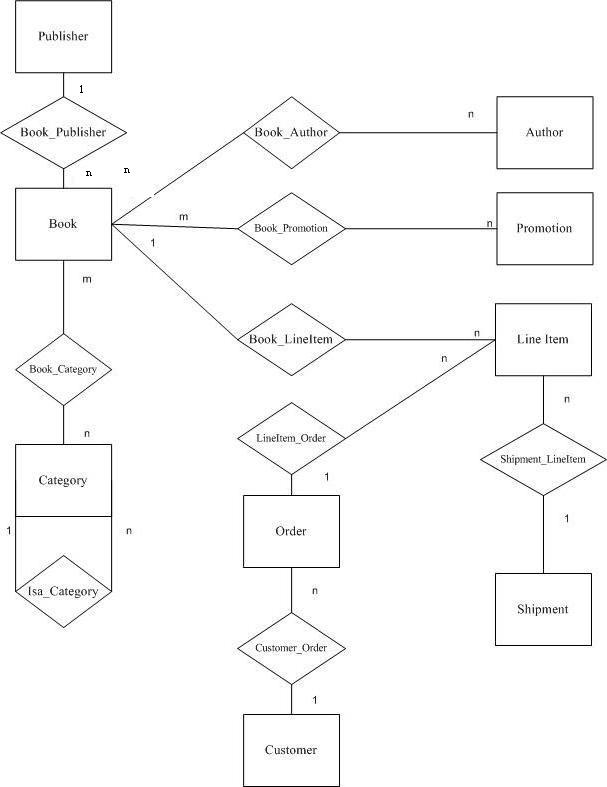 Publisher
1
Book_Publisher
n
n
Book
Book_Author
n
Author
m
Book_Promotion
n
Promotion
1
Book_LineItem
n
Line Item
m
Book_Category
n
Category
1
n
Isa_Category
n
LineItem_Order
1
Order
n
Customer_Order
1
Customer
n
Shipment_LineItem
1
Shipment